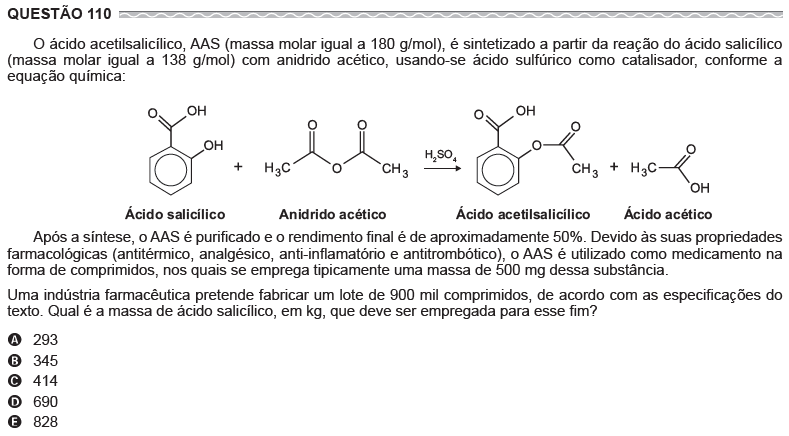 QUESTÃO 110
O ácido acetilsalicílico, AAS (massa molar igual a 180 g/mol), é sintetizado a partir da reação do ácido salicílico
(massa molar igual a 138 g/mol) com anidrido acético, usando-se ácido sulfúrico como catalisador, conforme a
equação química:
O OH OH + O O H₃C O CH₃ H₂SO₄ O OH O O CH₃ + H₃C O OH
Ácido salicílico Anidrido acético Ácido acetilsalicílico Ácido acético
Após a síntese, o AAS é purificado e o rendimento final é de aproximadamente 50%. Devido às suas propriedades
farmacológicas (antitérmico, analgésico, anti-inflamatório e antitrombótico), o AAS é utilizado como medicamento na
forma de comprimidos, nos quais se emprega tipicamente uma massa de 500 mg dessa substância.
Uma indústria farmacêutica pretende fabricar um lote de 900 mil comprimidos, de acordo com as especificações do
texto. Qual é a massa de ácido salicílico, em kg, que deve ser empregada para esse fim?
A 293
B 345
C 414
D 690
E 828